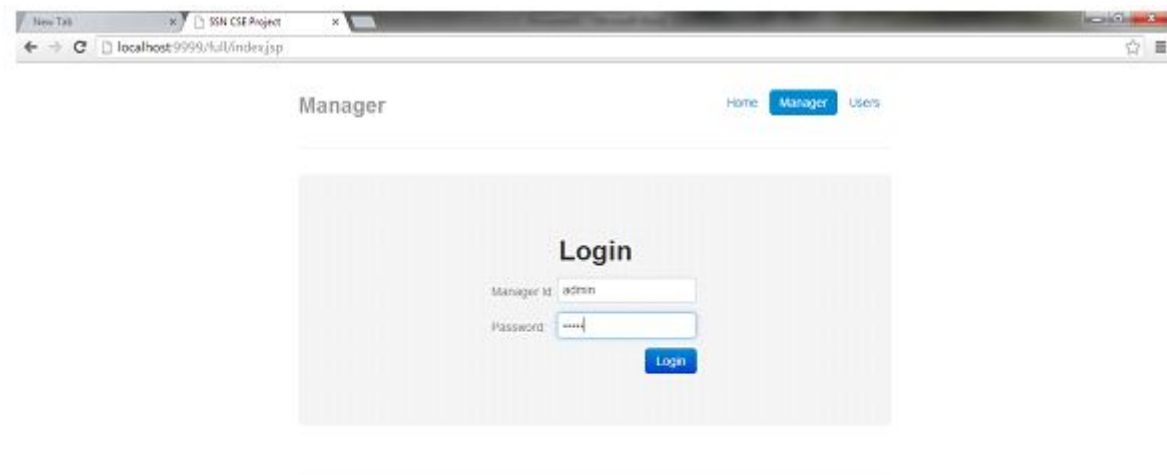 New Tab
SSN CSE Project
localhost:9999/full/index.jsp
Manager
Home Manager Users
Login
Manager Id admin
Password •••••
Login